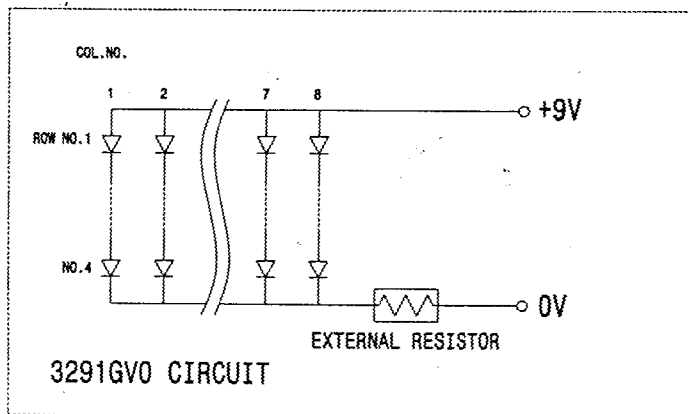 COL.NO.
1 2 7 8
+9V
ROW NO.1
NO.4
0V
EXTERNAL RESISTOR
3291GVO CIRCUIT